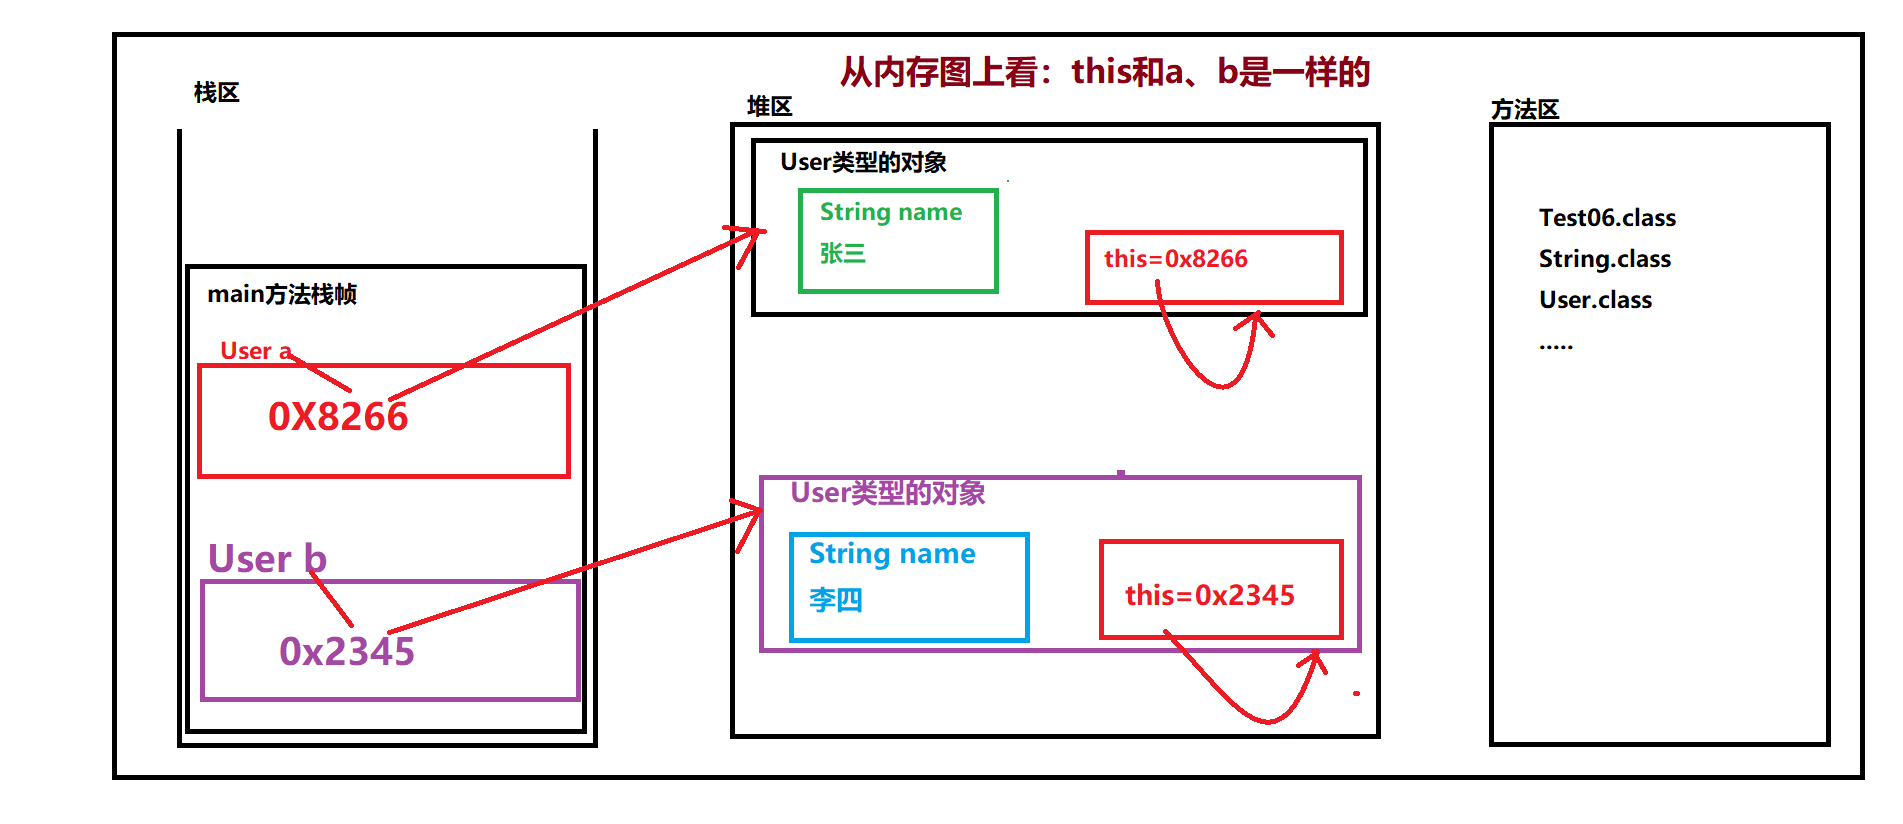 从内存图上看：this和a、b是一样的
栈区
main方法栈帧
User a
0X8266
User b
0x2345
堆区
User类型的对象
String name
张三
this=0x8266
User类型的对象
String name
李四
this=0x2345
方法区
Test06.class
String.class
User.class
.....